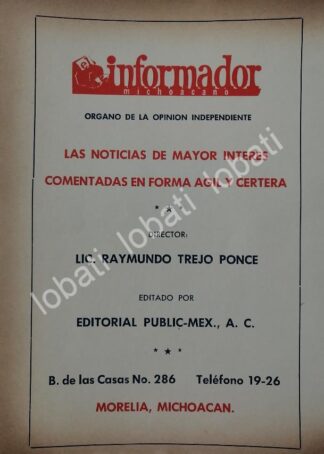 informador
michoacano
ORGANO DE LA OPINION INDEPENDIENTE
LAS NOTICIAS DE MAYOR INTERES
COMENTADAS EN FORMA AGIL Y CERTERA
* * *
DIRECTOR:
LIC. RAYMUNDO TREJO PONCE
EDITADO POR
EDITORIAL PUBLIC-MEX., A. C.
* * *
B. de las Casas No. 286 Teléfono 19-26
MORELIA, MICHOACAN.
lobati lobati lobati